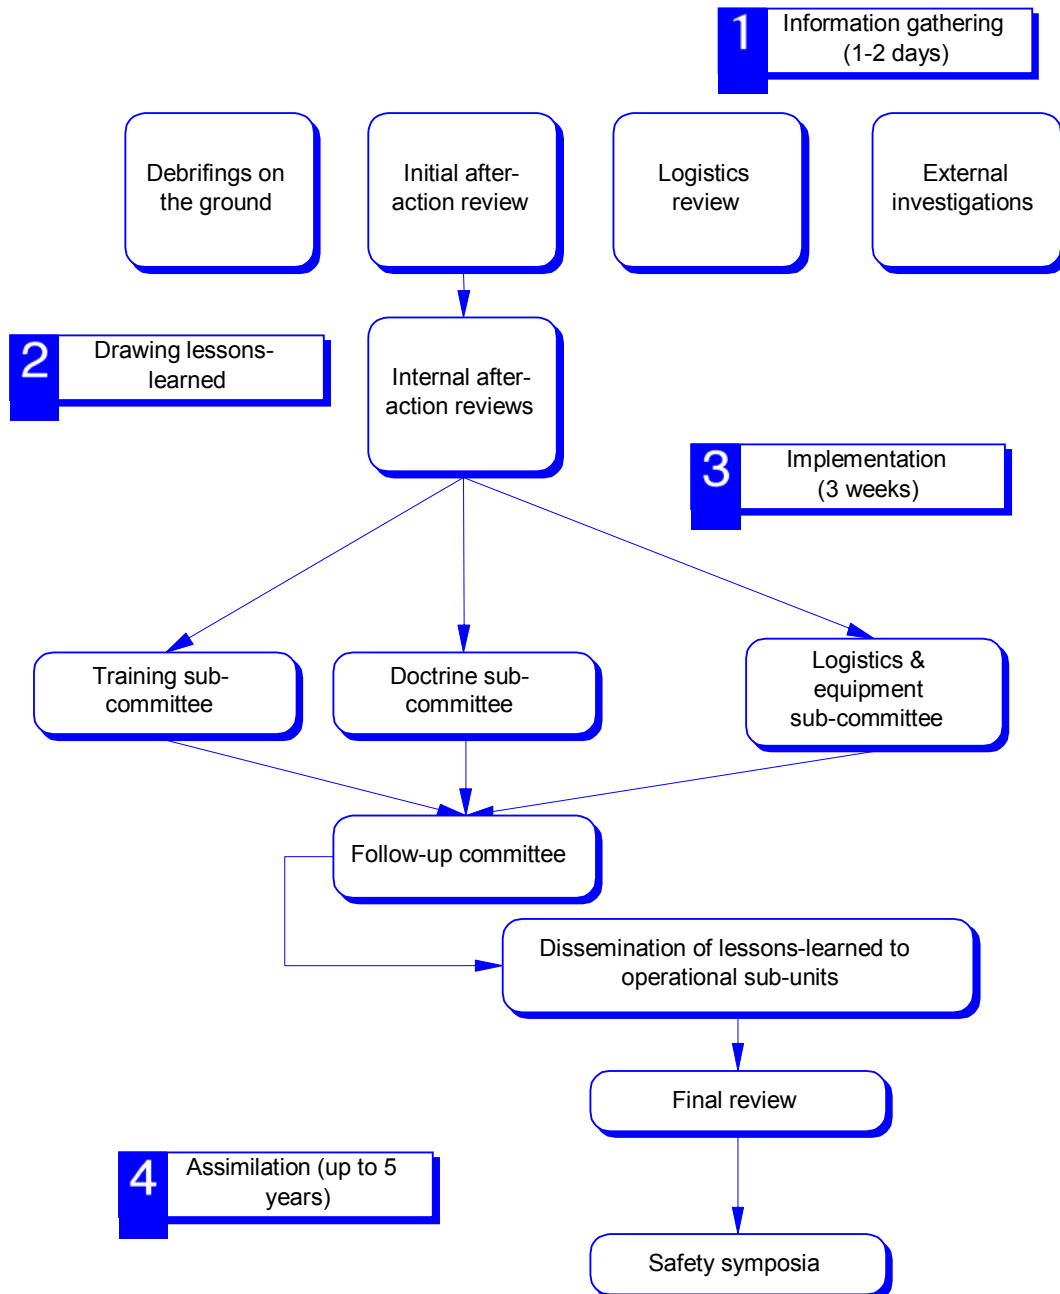 1
Information gathering
(1-2 days)
Debrifings on
the ground
Initial after-
action review
Logistics
review
External
investigations
2
Drawing lessons-
learned
Internal after-
action reviews
3
Implementation
(3 weeks)
Training sub-
committee
Doctrine sub-
committee
Logistics &
equipment
sub-committee
Follow-up committee
Dissemination of lessons-learned to
operational sub-units
Final review
4
Assimilation (up to 5
years)
Safety symposia